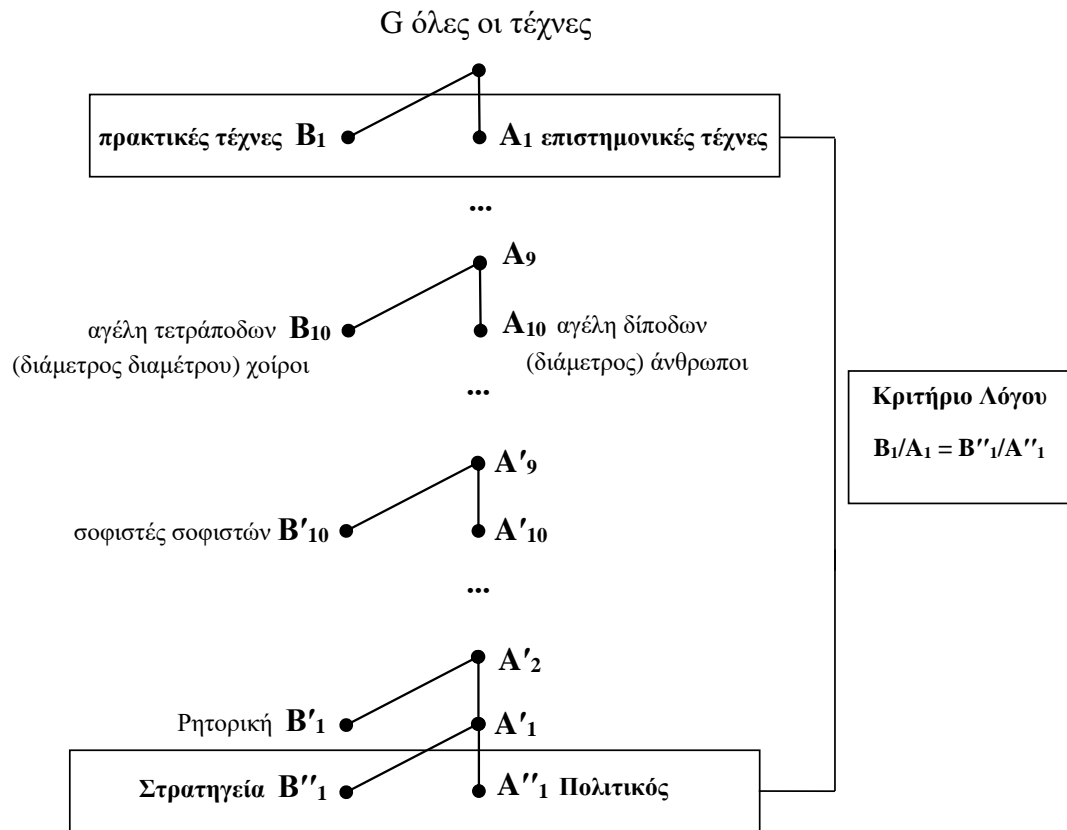 G όλες οι τέχνες
πρακτικές τέχνες B₁ A₁ επιστημονικές τέχνες
...
A₉
αγέλη τετράποδων B₁₀ A₁₀ αγέλη δίποδων
(διάμετρος διαμέτρου) χοίροι (διάμετρος) άνθρωποι
...
Κριτήριο Λόγου
B₁/A₁ = B′′₁/A′′₁
A′₉
σοφιστές σοφιστών B′₁₀ A′₁₀
...
A′₂
Ρητορική B′₁ A′₁
Στρατηγεία B′′₁ A′′₁ Πολιτικός